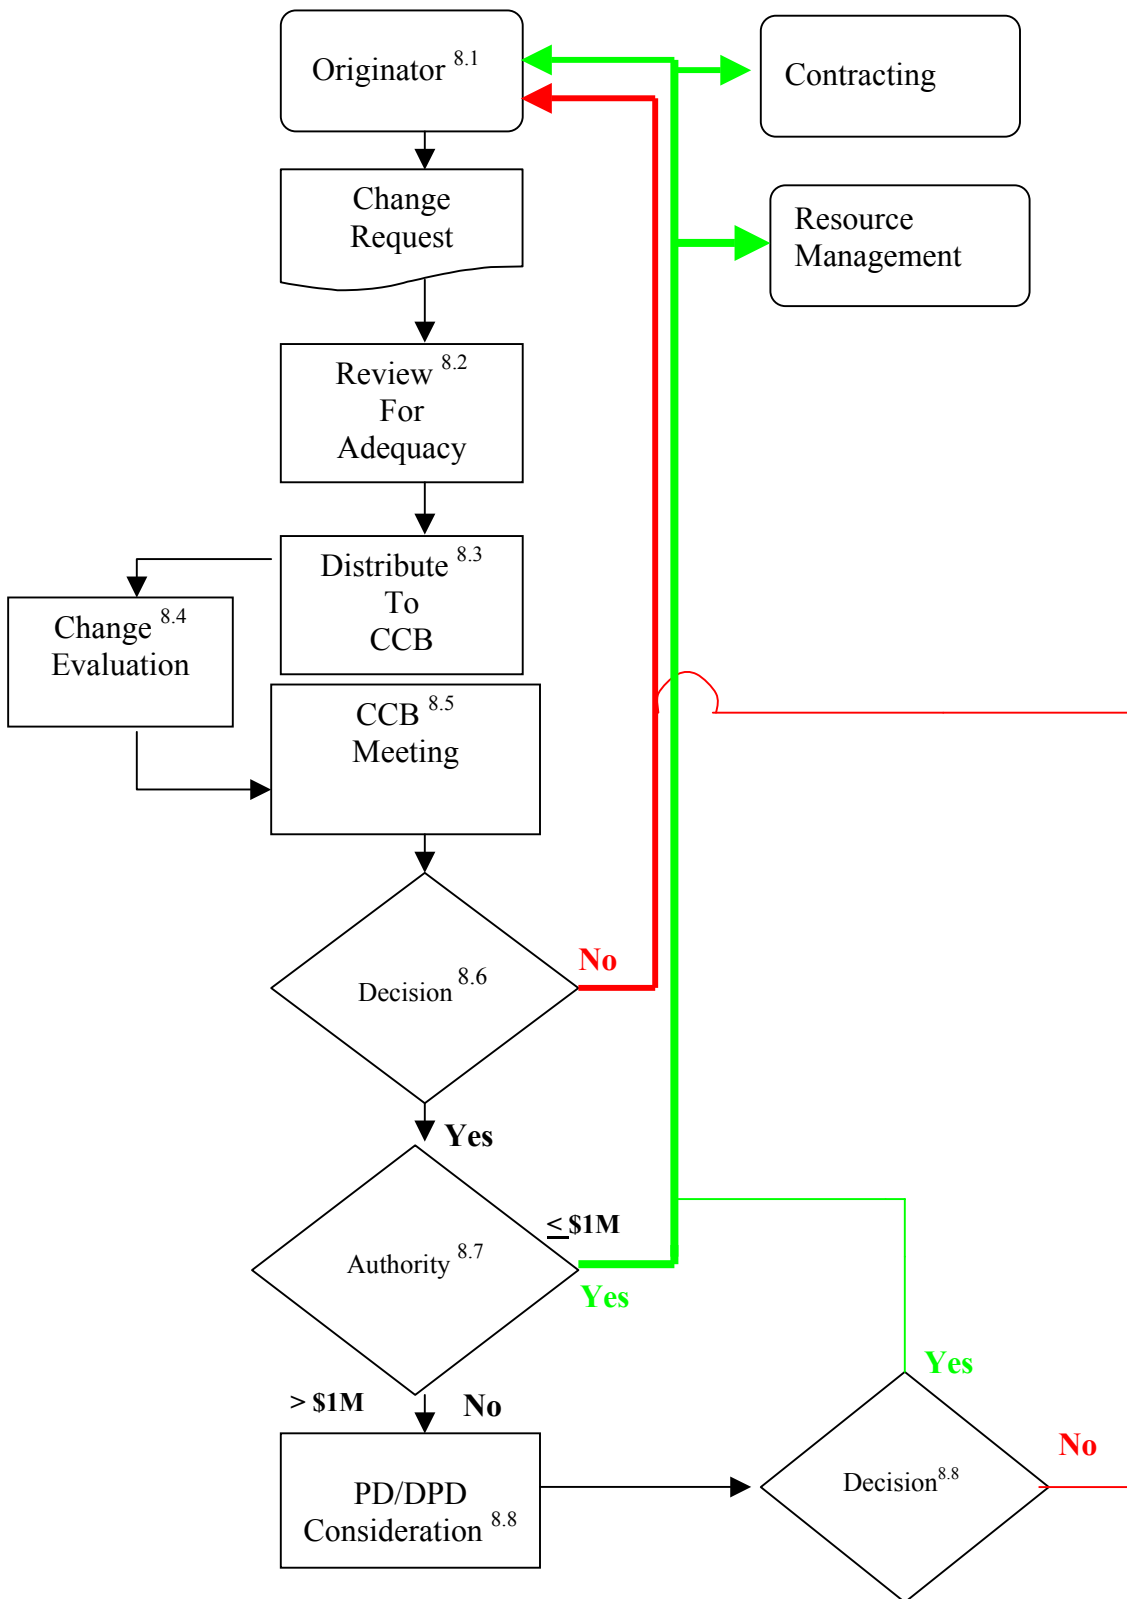 Originator 8.1
Contracting
Change
Request
Resource
Management
Review 8.2
For
Adequacy
Distribute 8.3
To
CCB
Change 8.4
Evaluation
CCB 8.5
Meeting
No
Decision 8.6
Yes
≤ $1M
Authority 8.7
Yes
> $1M
No
Yes
No
PD/DPD
Consideration 8.8
Decision 8.8